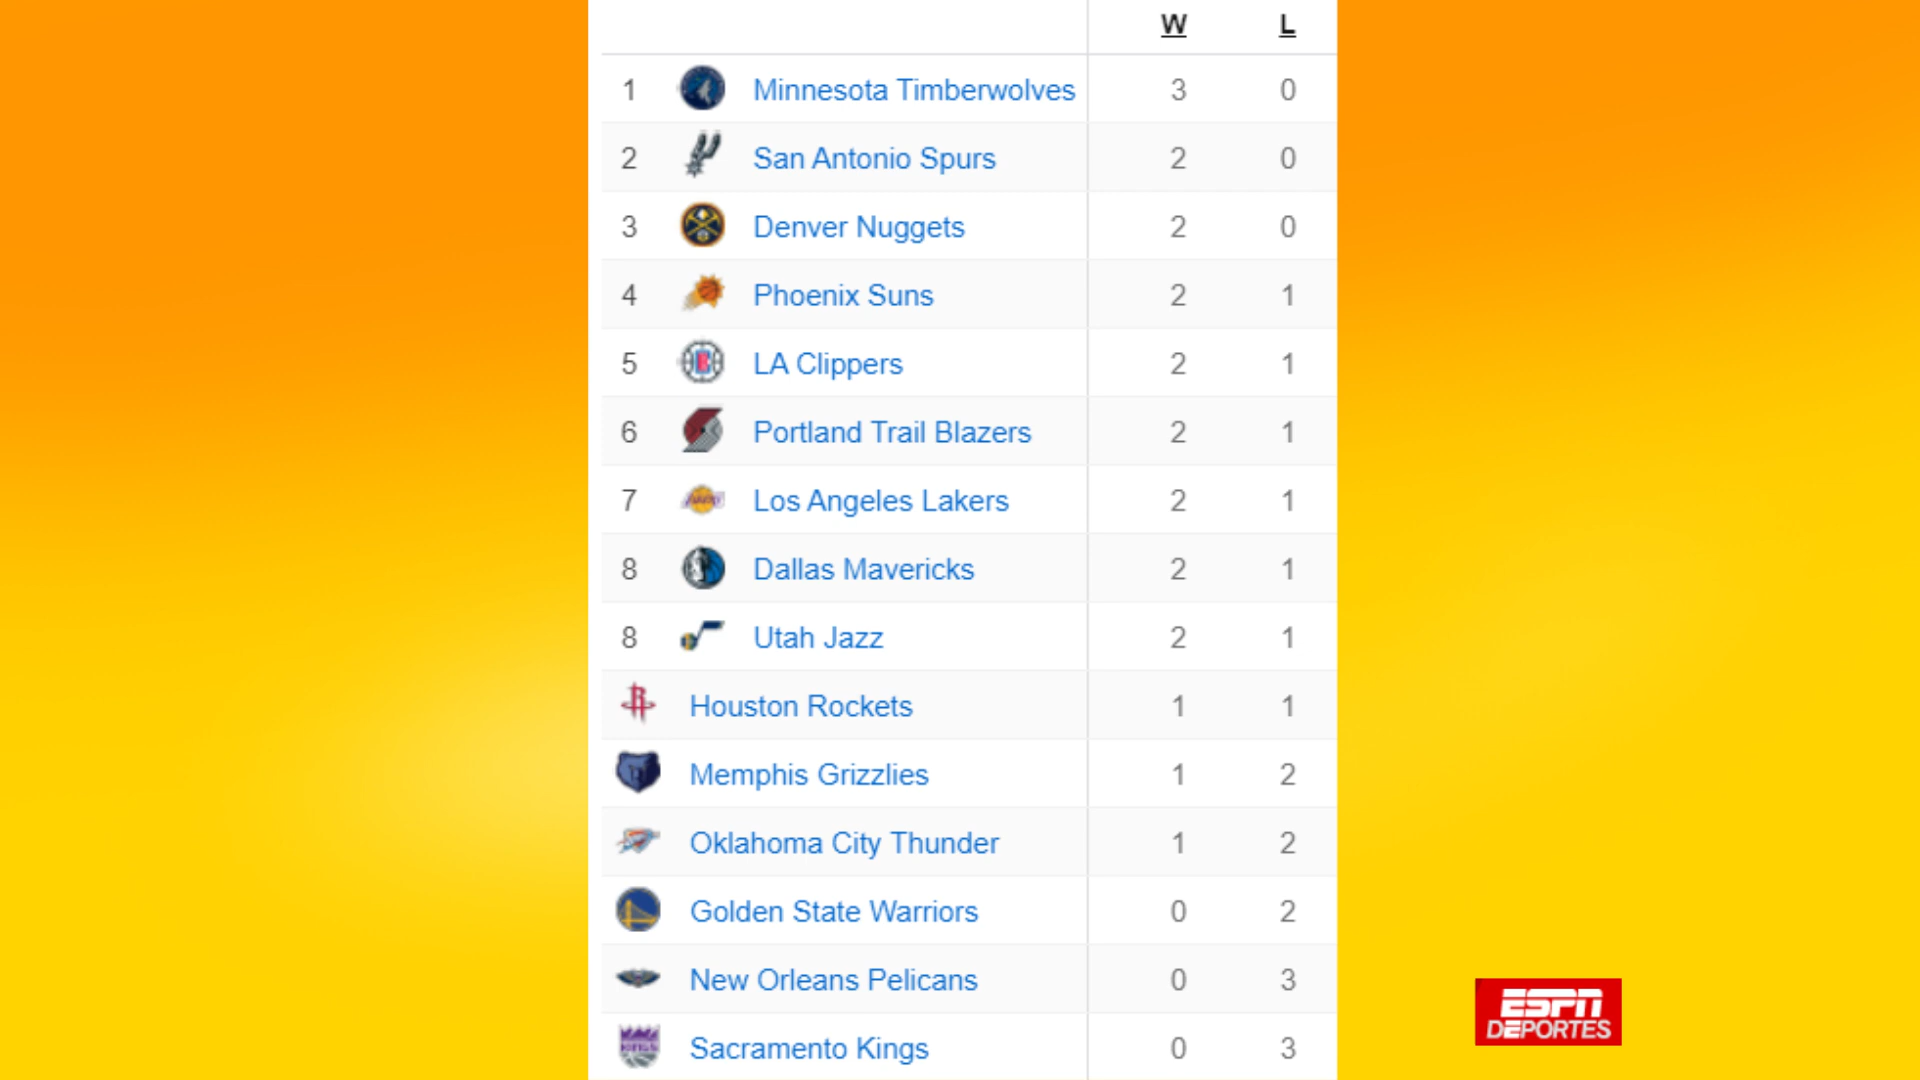 W L
1 Minnesota Timberwolves 3 0
2 San Antonio Spurs 2 0
3 Denver Nuggets 2 0
4 Phoenix Suns 2 1
5 LA Clippers 2 1
6 Portland Trail Blazers 2 1
7 Los Angeles Lakers 2 1
8 Dallas Mavericks 2 1
8 Utah Jazz 2 1
Houston Rockets 1 1
Memphis Grizzlies 1 2
Oklahoma City Thunder 1 2
Golden State Warriors 0 2
New Orleans Pelicans 0 3
Sacramento Kings 0 3
ESPN
DEPORTES